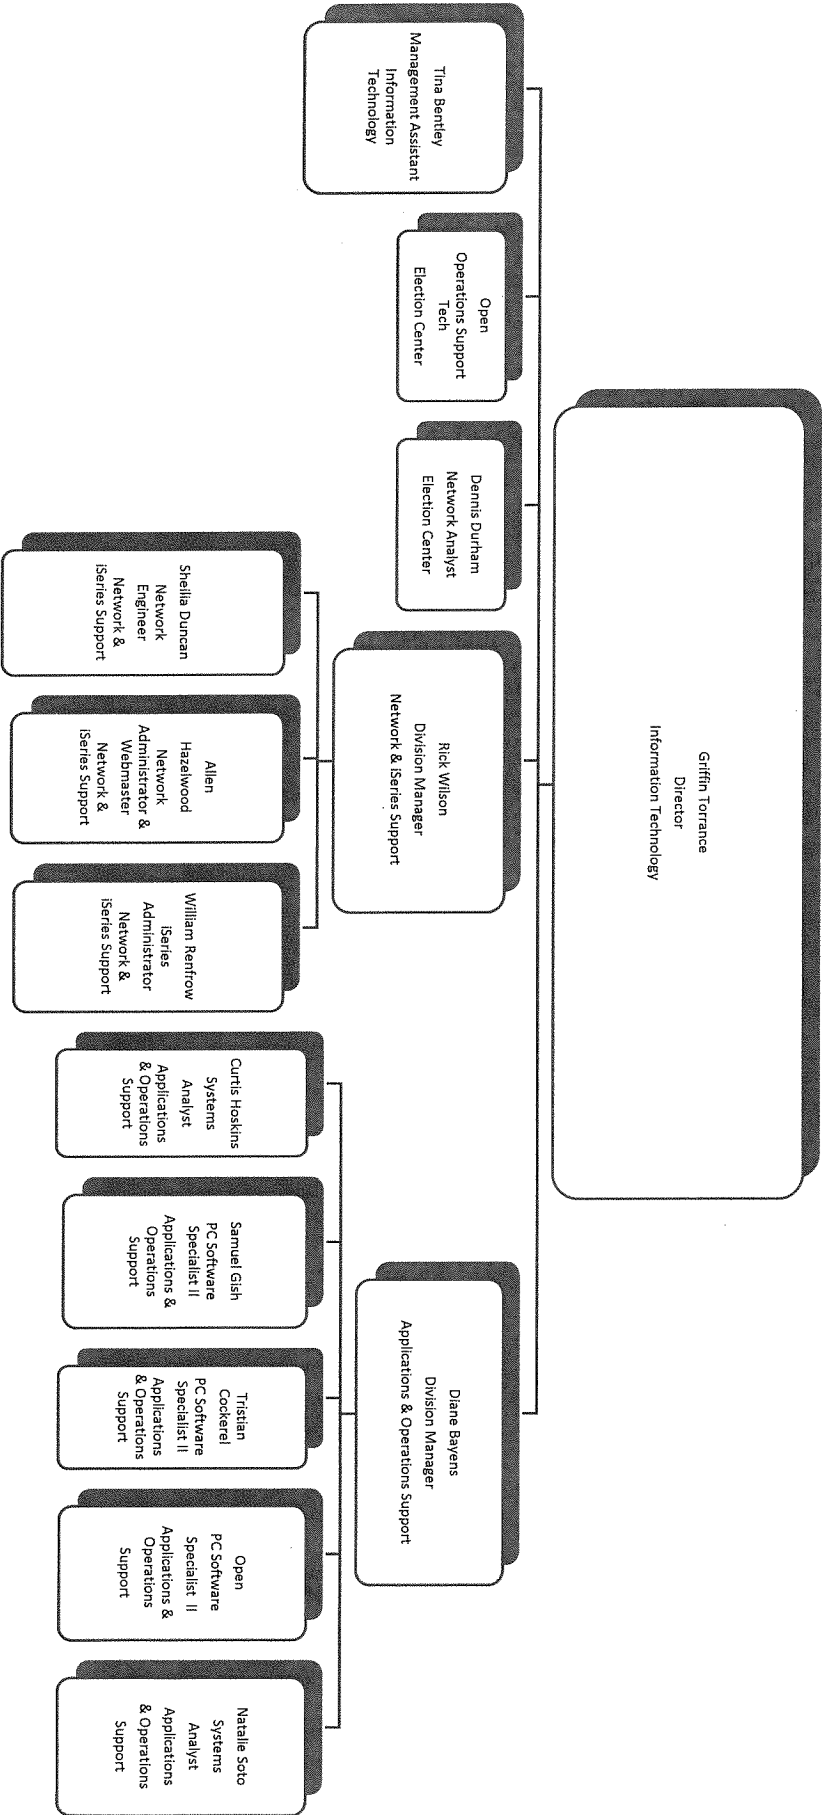 Griffin Torrance
Director
Information Technology
Tina Bentley
Management Assistant
Information
Technology
Open
Operations Support
Tech
Election Center
Dennis Durham
Network Analyst
Election Center
Rick Wilson
Division Manager
Network & iSeries Support
Diane Bayens
Division Manager
Applications & Operations Support
Sheilia Duncan
Network
Engineer
Network &
iSeries Support
Allen
Hazelwood
Network
Administrator &
Webmaster
Network &
iSeries Support
William Renfrow
iSeries
Administrator
Network &
iSeries Support
Curtis Hoskins
Systems
Analyst
Applications
& Operations
Support
Samuel Gish
PC Software
Specialist II
Applications &
Operations
Support
Tristian
Cockerel
PC Software
Specialist II
Applications
& Operations
Support
Open
PC Software
Specialist II
Applications &
Operations
Support
Natalie Soto
Systems
Analyst
Applications
& Operations
Support